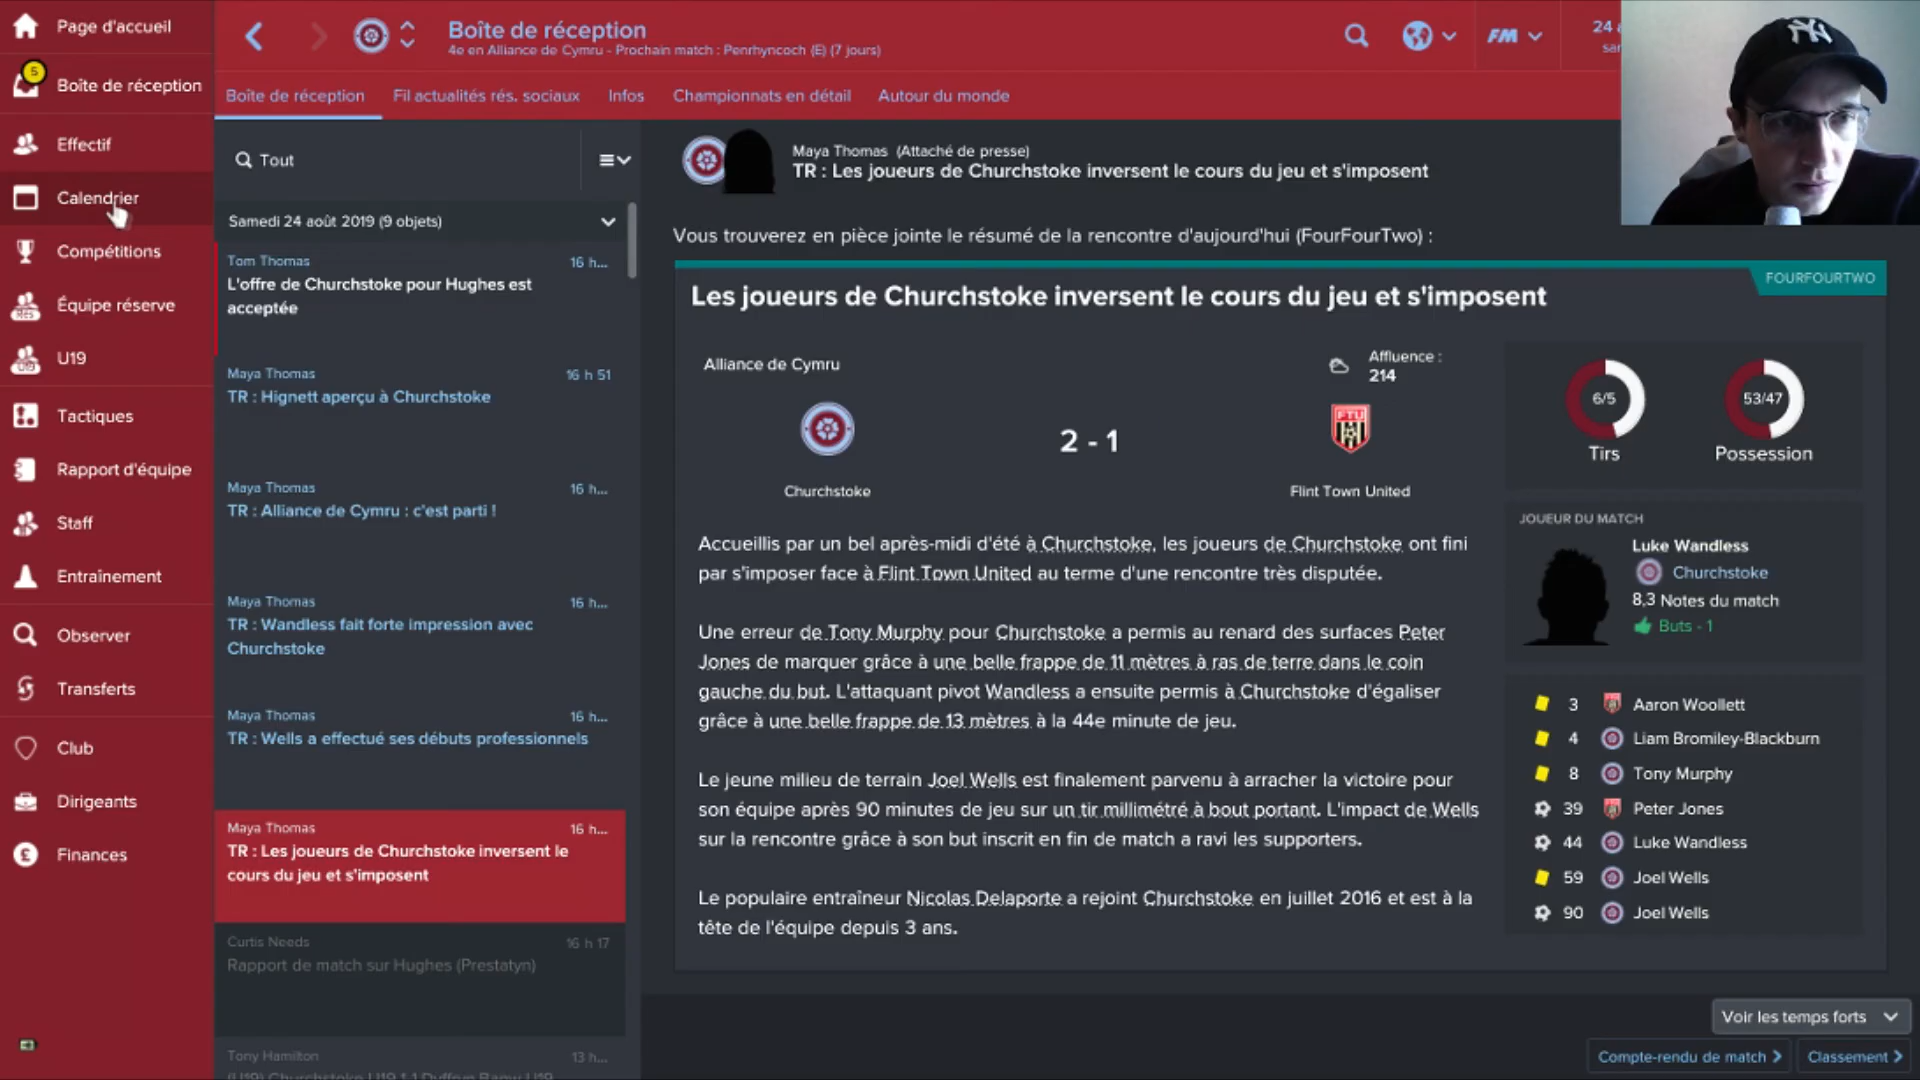 Page d'accueil
5
Boîte de réception
Effectif
Calendrier
Compétitions
Équipe réserve
U19
Tactiques
Rapport d'équipe
Staff
Entraînement
Observer
Transferts
Club
Dirigeants
Finances
Boîte de réception
4e en Alliance de Cymru - Prochain match : Penrhyncoch (E) (7 jours)
FM
24 a
sar
Boîte de réception
Fil actualités rés. sociaux
Infos
Championnats en détail
Autour du monde
Tout
Samedi 24 août 2019 (9 objets)
Tom Thomas 16 h...
L'offre de Churchstoke pour Hughes est
acceptée
Maya Thomas 16 h 51
TR : Hignett aperçu à Churchstoke
Maya Thomas 16 h...
TR : Alliance de Cymru : c'est parti !
Maya Thomas 16 h...
TR : Wandless fait forte impression avec
Churchstoke
Maya Thomas 16 h...
TR : Wells a effectué ses débuts professionnels
Maya Thomas 16 h...
TR : Les joueurs de Churchstoke inversent le
cours du jeu et s'imposent
Curtis Needs 16 h 17
Rapport de match sur Hughes (Prestatyn)
Tony Hamilton 13 h...
Maya Thomas (Attaché de presse)
TR : Les joueurs de Churchstoke inversent le cours du jeu et s'imposent
Vous trouverez en pièce jointe le résumé de la rencontre d'aujourd'hui (FourFourTwo) :
FOURFOURTWO
Les joueurs de Churchstoke inversent le cours du jeu et s'imposent
Alliance de Cymru
Affluence :
214
2 - 1
FTU
Churchstoke
Flint Town United
Accueillis par un bel après-midi d'été à Churchstoke, les joueurs de Churchstoke ont fini
par s'imposer face à Flint Town United au terme d'une rencontre très disputée.
Une erreur de Tony Murphy pour Churchstoke a permis au renard des surfaces Peter
Jones de marquer grâce à une belle frappe de 11 mètres à ras de terre dans le coin
gauche du but. L'attaquant pivot Wandless a ensuite permis à Churchstoke d'égaliser
grâce à une belle frappe de 13 mètres à la 44e minute de jeu.
Le jeune milieu de terrain Joel Wells est finalement parvenu à arracher la victoire pour
son équipe après 90 minutes de jeu sur un tir millimétré à bout portant. L'impact de Wells
sur la rencontre grâce à son but inscrit en fin de match a ravi les supporters.
Le populaire entraîneur Nicolas Delaporte a rejoint Churchstoke en juillet 2016 et est à la
tête de l'équipe depuis 3 ans.
6/5
Tirs
53/47
Possession
JOUEUR DU MATCH
Luke Wandless
Churchstoke
8,3 Notes du match
Buts - 1
3 Aaron Woollett
4 Liam Bromiley-Blackburn
8 Tony Murphy
39 Peter Jones
44 Luke Wandless
59 Joel Wells
90 Joel Wells
Voir les temps forts
Compte-rendu de match
Classement